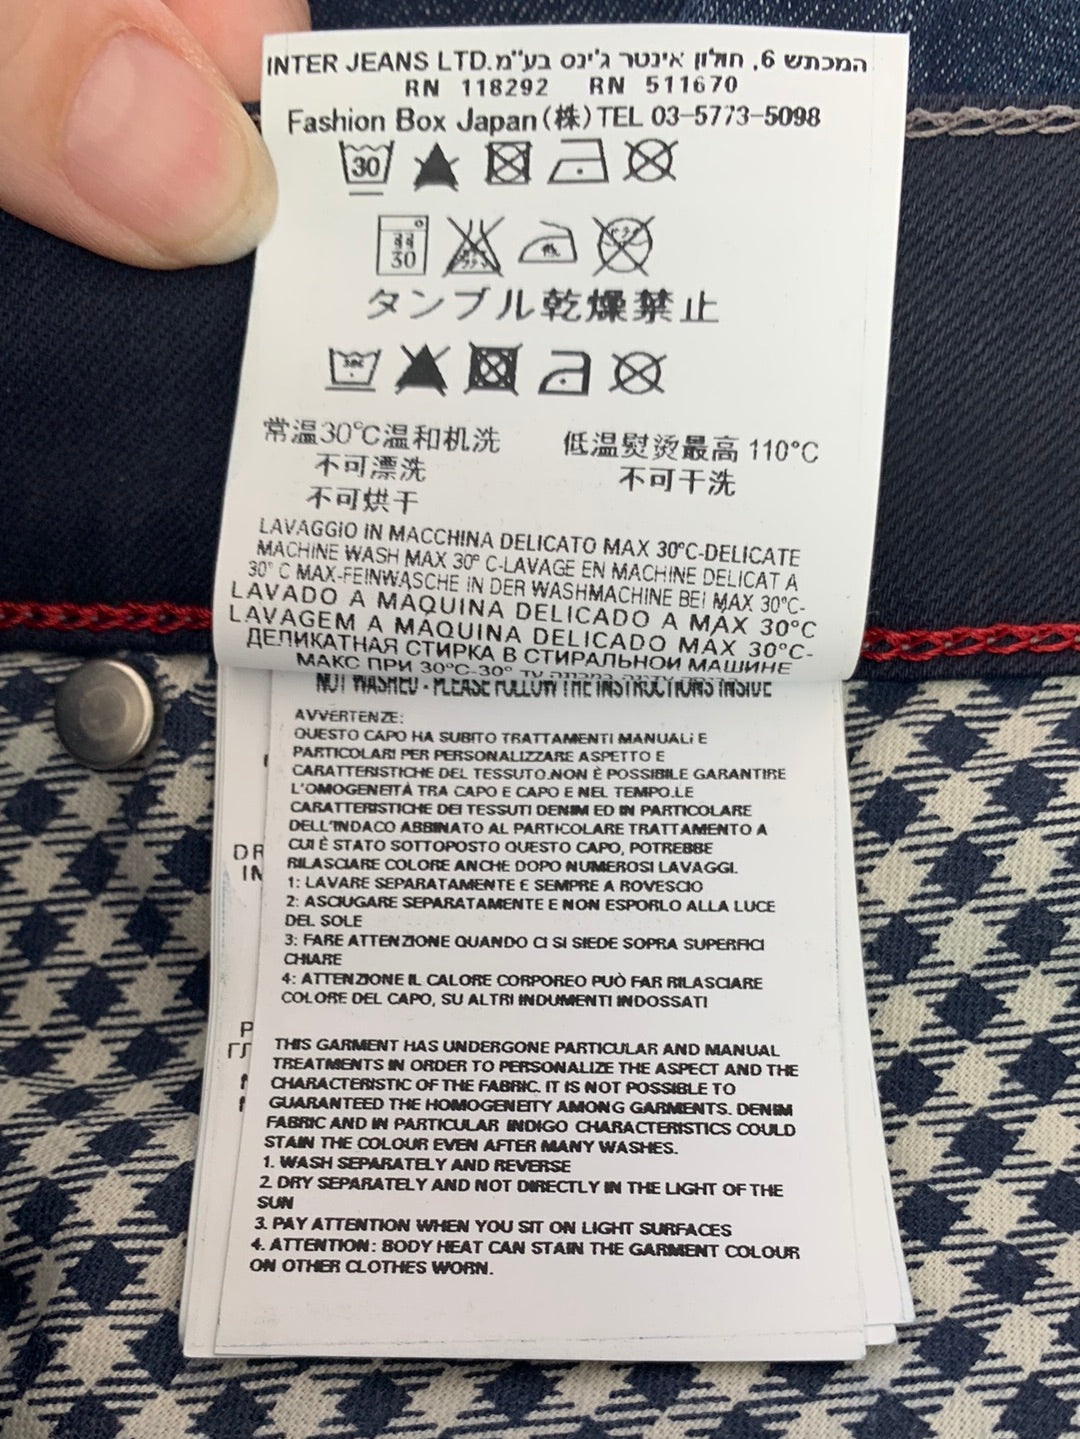 INTER JEANS LTD. המכתש 6, חולון אינטר ג'ינס בע"מ
RN 118292 RN 511670
Fashion Box Japan(株)TEL 03-5773-5098
30
30
タンブル乾燥禁止
常温30℃温和机洗 低温熨烫最高 110°C
不可漂洗 不可干洗
不可烘干
LAVAGGIO IN MACCHINA DELICATO MAX 30°C-DELICATE
MACHINE WASH MAX 30° C-LAVAGE EN MACHINE DELICAT A
30° C MAX-FEINWASCHE IN DER WASHMACHINE BEI MAX 30°C-
LAVADO A MAQUINA DELICADO A MAX 30°C
LAVAGEM A MAQUINA DELICADO MAX 30°C-
ДЕЛИКАТНАЯ СТИРКА В СТИРАЛЬНОИ МАШИНЕ
МАКС ПРИ 30°C-30°
NOT WASHED - PLEASE FOLLOW THE INSTRUCTIONS INSIDE
AVVERTENZE:
QUESTO CAPO HA SUBITO TRATTAMENTI MANUALi E
PARTICOLARI PER PERSONALIZZARE ASPETTO E
CARATTERISTICHE DEL TESSUTO.NON È POSSIBILE GARANTIRE
L'OMOGENEITÀ TRA CAPO E CAPO E NEL TEMPO.LE
CARATTERISTICHE DEI TESSUTI DENIM ED IN PARTICOLARE
DELL'INDACO ABBINATO AL PARTICOLARE TRATTAMENTO A
CUI È STATO SOTTOPOSTO QUESTO CAPO, POTREBBE
RILASCIARE COLORE ANCHE DOPO NUMEROSI LAVAGGI.
1: LAVARE SEPARATAMENTE E SEMPRE A ROVESCIO
2: ASCIUGARE SEPARATAMENTE E NON ESPORLO ALLA LUCE
DEL SOLE
3: FARE ATTENZIONE QUANDO CI SI SIEDE SOPRA SUPERFICI
CHIARE
4: ATTENZIONE IL CALORE CORPOREO PUÒ FAR RILASCIARE
COLORE DEL CAPO, SU ALTRI INDUMENTI INDOSSATI
THIS GARMENT HAS UNDERGONE PARTICULAR AND MANUAL
TREATMENTS IN ORDER TO PERSONALIZE THE ASPECT AND THE
CHARACTERISTIC OF THE FABRIC. IT IS NOT POSSIBLE TO
GUARANTEED THE HOMOGENEITY AMONG GARMENTS. DENIM
FABRIC AND IN PARTICULAR INDIGO CHARACTERISTICS COULD
STAIN THE COLOUR EVEN AFTER MANY WASHES.
1. WASH SEPARATELY AND REVERSE
2. DRY SEPARATELY AND NOT DIRECTLY IN THE LIGHT OF THE
SUN
3. PAY ATTENTION WHEN YOU SIT ON LIGHT SURFACES
4. ATTENTION: BODY HEAT CAN STAIN THE GARMENT COLOUR
ON OTHER CLOTHES WORN.